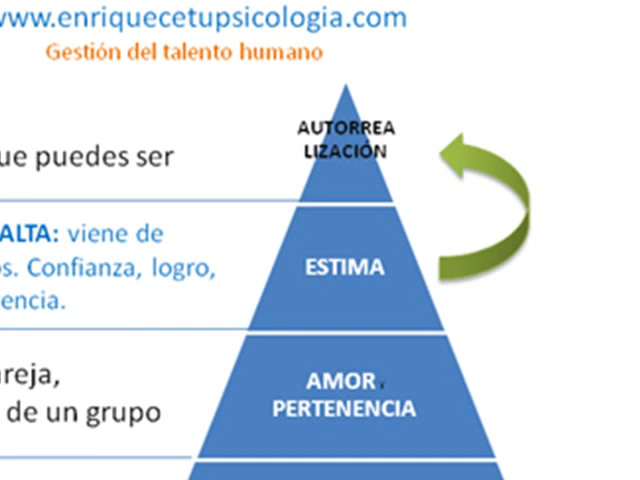 www.enriquecetupsicologia.com
Gestión del talento humano
AUTORREA
LIZACIÓN
ue puedes ser
ALTA: viene de
os. Confianza, logro,
encia.
ESTIMA
areja,
de un grupo
AMOR Y
PERTENENCIA